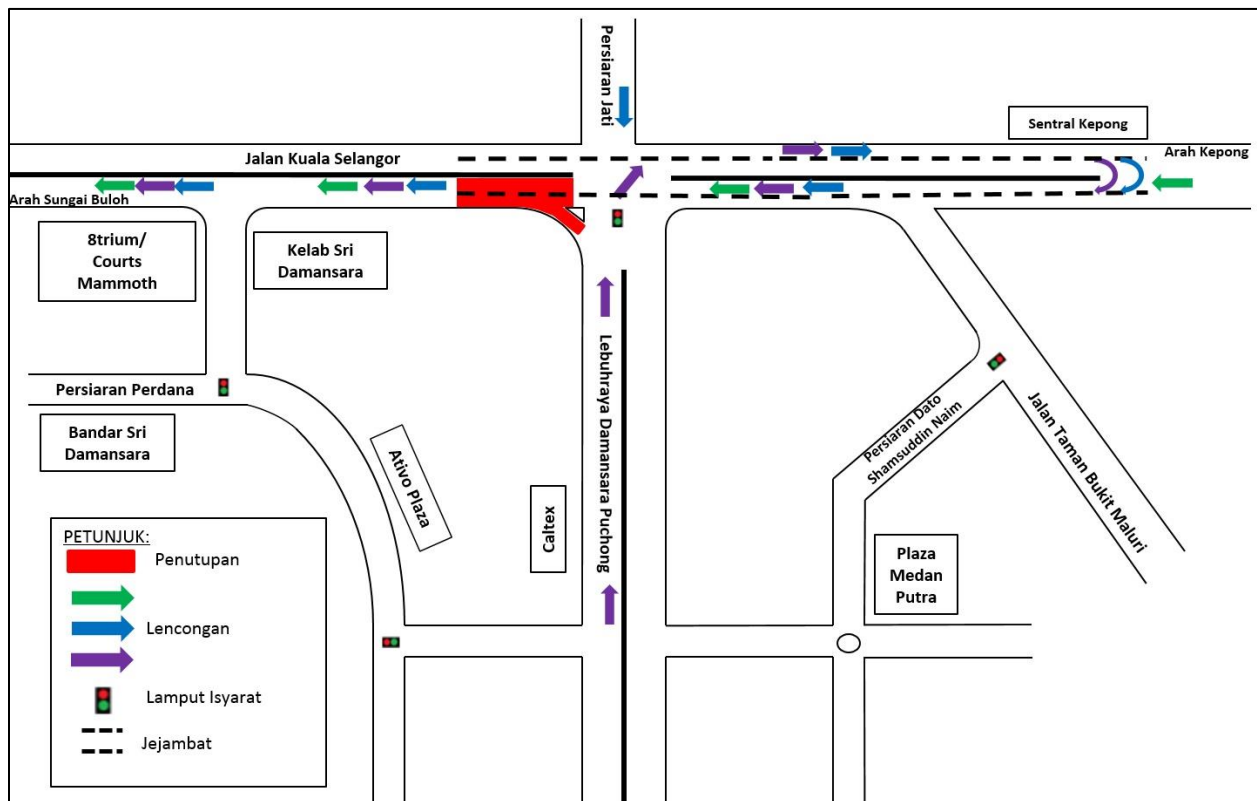 Persiaran Jati
Sentral Kepong
Jalan Kuala Selangor
Arah Kepong
Arah Sungai Buloh
8trium/
Courts
Mammoth
Kelab Sri
Damansara
Persiaran Perdana
Bandar Sri
Damansara
Ativo Plaza
Caltex
Lebuhraya Damansara Puchong
Persiaran Dato
Shamsuddin Naim
Jalan Taman Bukit Maluri
Plaza
Medan
Putra
PETUNJUK:
Penutupan
Lencongan
Lamput Isyarat
Jejambat